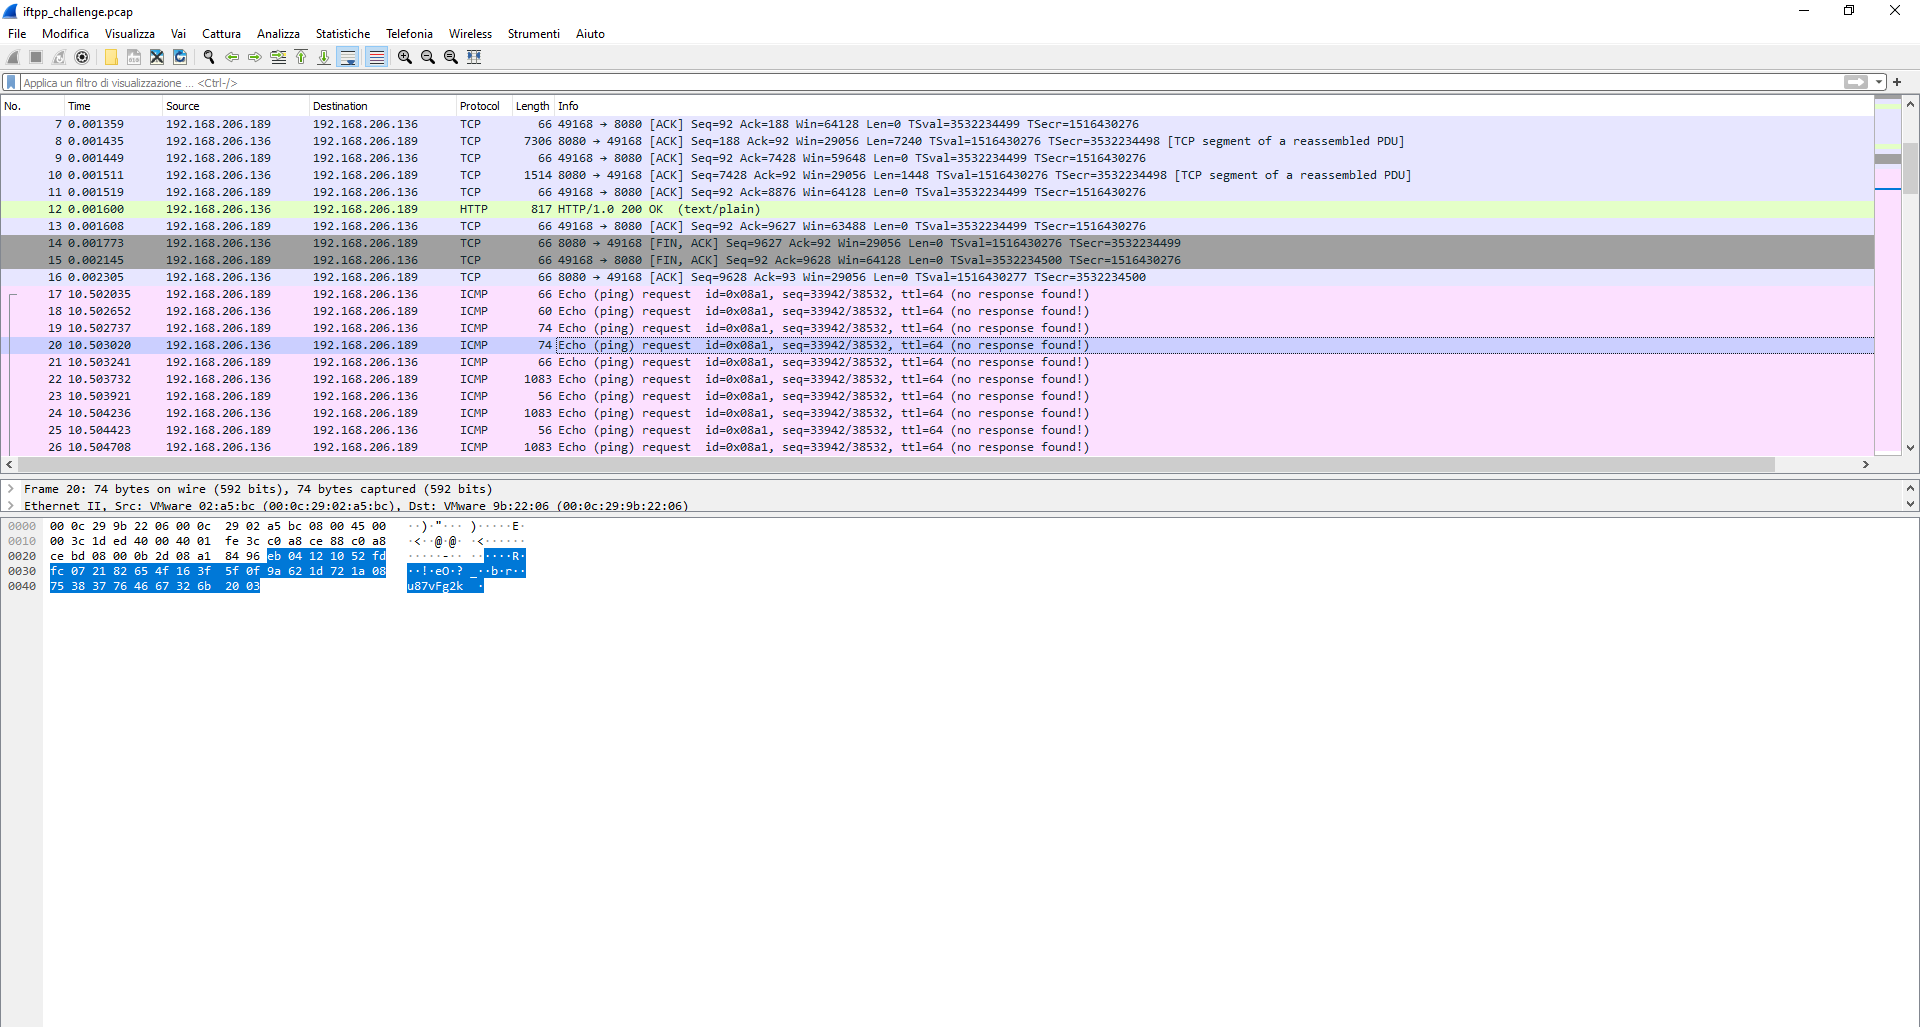 iftpp_challenge.pcap
File Modifica Visualizza Vai Cattura Analizza Statistiche Telefonia Wireless Strumenti Aiuto
Applica un filtro di visualizzazione ... <Ctrl-/>
No. Time Source Destination Protocol Length Info
7 0.001359 192.168.206.189 192.168.206.136 TCP 66 49168 → 8080 [ACK] Seq=92 Ack=188 Win=64128 Len=0 TSval=3532234499 TSecr=1516430276
8 0.001435 192.168.206.136 192.168.206.189 TCP 7306 8080 → 49168 [ACK] Seq=188 Ack=92 Win=29056 Len=7240 TSval=1516430276 TSecr=3532234498 [TCP segment of a reassembled PDU]
9 0.001449 192.168.206.189 192.168.206.136 TCP 66 49168 → 8080 [ACK] Seq=92 Ack=7428 Win=59648 Len=0 TSval=3532234499 TSecr=1516430276
10 0.001511 192.168.206.136 192.168.206.189 TCP 1514 8080 → 49168 [ACK] Seq=7428 Ack=92 Win=29056 Len=1448 TSval=1516430276 TSecr=3532234498 [TCP segment of a reassembled PDU]
11 0.001519 192.168.206.189 192.168.206.136 TCP 66 49168 → 8080 [ACK] Seq=92 Ack=8876 Win=64128 Len=0 TSval=3532234499 TSecr=1516430276
12 0.001600 192.168.206.136 192.168.206.189 HTTP 817 HTTP/1.0 200 OK (text/plain)
13 0.001608 192.168.206.189 192.168.206.136 TCP 66 49168 → 8080 [ACK] Seq=92 Ack=9627 Win=63488 Len=0 TSval=3532234499 TSecr=1516430276
14 0.001773 192.168.206.136 192.168.206.189 TCP 66 8080 → 49168 [FIN, ACK] Seq=9627 Ack=92 Win=29056 Len=0 TSval=1516430276 TSecr=3532234499
15 0.002145 192.168.206.189 192.168.206.136 TCP 66 49168 → 8080 [FIN, ACK] Seq=92 Ack=9628 Win=64128 Len=0 TSval=3532234500 TSecr=1516430276
16 0.002305 192.168.206.136 192.168.206.189 TCP 66 8080 → 49168 [ACK] Seq=9628 Ack=93 Win=29056 Len=0 TSval=1516430277 TSecr=3532234500
17 10.502035 192.168.206.189 192.168.206.136 ICMP 66 Echo (ping) request id=0x08a1, seq=33942/38532, ttl=64 (no response found!)
18 10.502652 192.168.206.136 192.168.206.189 ICMP 60 Echo (ping) request id=0x08a1, seq=33942/38532, ttl=64 (no response found!)
19 10.502737 192.168.206.189 192.168.206.136 ICMP 74 Echo (ping) request id=0x08a1, seq=33942/38532, ttl=64 (no response found!)
20 10.503020 192.168.206.136 192.168.206.189 ICMP 74 Echo (ping) request id=0x08a1, seq=33942/38532, ttl=64 (no response found!)
21 10.503241 192.168.206.136 192.168.206.189 ICMP 66 Echo (ping) request id=0x08a1, seq=33942/38532, ttl=64 (no response found!)
22 10.503732 192.168.206.136 192.168.206.189 ICMP 1083 Echo (ping) request id=0x08a1, seq=33942/38532, ttl=64 (no response found!)
23 10.503921 192.168.206.189 192.168.206.136 ICMP 56 Echo (ping) request id=0x08a1, seq=33942/38532, ttl=64 (no response found!)
24 10.504236 192.168.206.136 192.168.206.189 ICMP 1083 Echo (ping) request id=0x08a1, seq=33942/38532, ttl=64 (no response found!)
25 10.504423 192.168.206.189 192.168.206.136 ICMP 56 Echo (ping) request id=0x08a1, seq=33942/38532, ttl=64 (no response found!)
26 10.504708 192.168.206.136 192.168.206.189 ICMP 1083 Echo (ping) request id=0x08a1, seq=33942/38532, ttl=64 (no response found!)
Frame 20: 74 bytes on wire (592 bits), 74 bytes captured (592 bits)
Ethernet II, Src: VMware 02:a5:bc (00:0c:29:02:a5:bc), Dst: VMware 9b:22:06 (00:0c:29:9b:22:06)
0000 00 0c 29 9b 22 06 00 0c 29 02 a5 bc 08 00 45 00 ··)·"··· )·····E·
0010 00 3c 1d ed 40 00 40 01 fe 3c c0 a8 ce 88 c0 a8 ·<··@·@· ·<······
0020 ce bd 08 00 0b 2d 08 a1 84 96 eb 04 12 10 52 fd ·····-·· ······R·
0030 fc 07 21 82 65 4f 16 3f 5f 0f 9a 62 1d 72 1a 08 ··!·eO·? _··b·r··
0040 75 38 37 76 46 67 32 6b 20 03 u87vFg2k ·